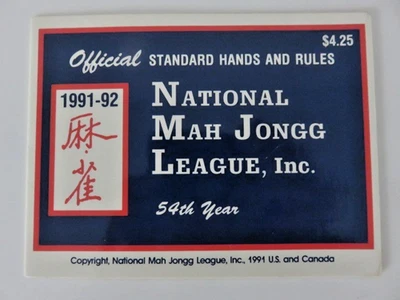 $4.25
Official STANDARD HANDS AND RULES
1991-92
麻
雀
NATIONAL
MAH JONGG
LEAGUE, Inc.
54th Year
Copyright, National Mah Jongg League, Inc., 1991 U.S. and Canada